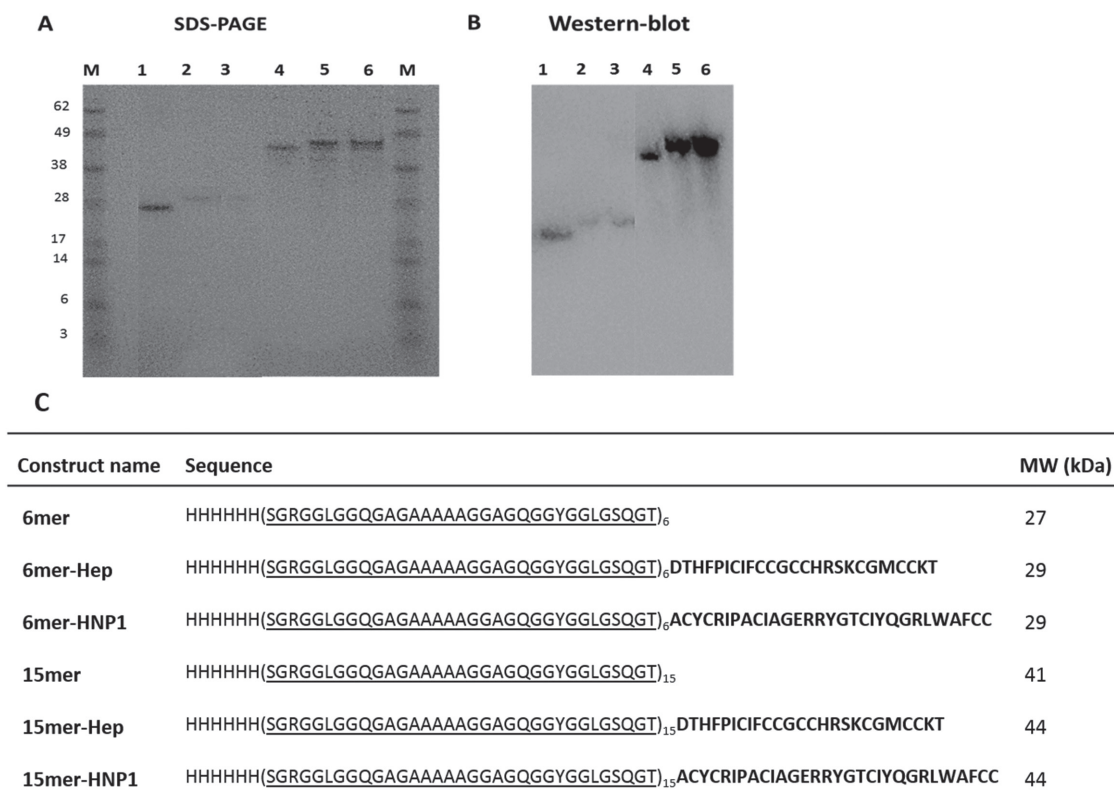 A SDS-PAGE
M 1 2 3 4 5 6 M
62
49
38
28
17
14
6
3
B Western-blot
1 2 3 4 5 6
C
Construct name Sequence MW (kDa)
6mer HHHHHH(SGRGGLGGQGAGAAAAAGGAGQGGYGGLGSQGT)6 27
6mer-Hep HHHHHH(SGRGGLGGQGAGAAAAAGGAGQGGYGGLGSQGT)6DTHFPICIFCCGCCHRSKCGMCCKT 29
6mer-HNP1 HHHHHH(SGRGGLGGQGAGAAAAAGGAGQGGYGGLGSQGT)6ACYCRIPACIAGERRYGTCIYQGRLWAFCC 29
15mer HHHHHH(SGRGGLGGQGAGAAAAAGGAGQGGYGGLGSQGT)15 41
15mer-Hep HHHHHH(SGRGGLGGQGAGAAAAAGGAGQGGYGGLGSQGT)15DTHFPICIFCCGCCHRSKCGMCCKT 44
15mer-HNP1 HHHHHH(SGRGGLGGQGAGAAAAAGGAGQGGYGGLGSQGT)15ACYCRIPACIAGERRYGTCIYQGRLWAFCC 44